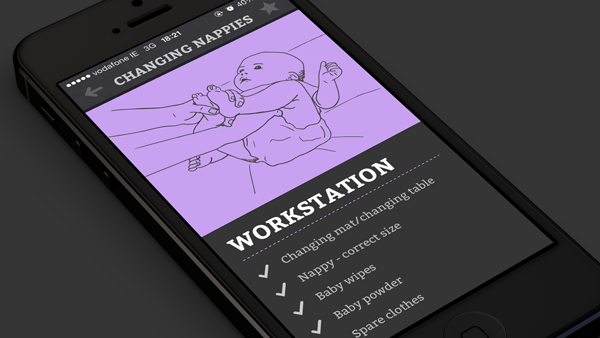 vodafone IE 3G 18:21 40%
CHANGING NAPPIES
WORKSTATION
Changing mat/changing table
Nappy - correct size
Baby wipes
Baby powder
Spare clothes